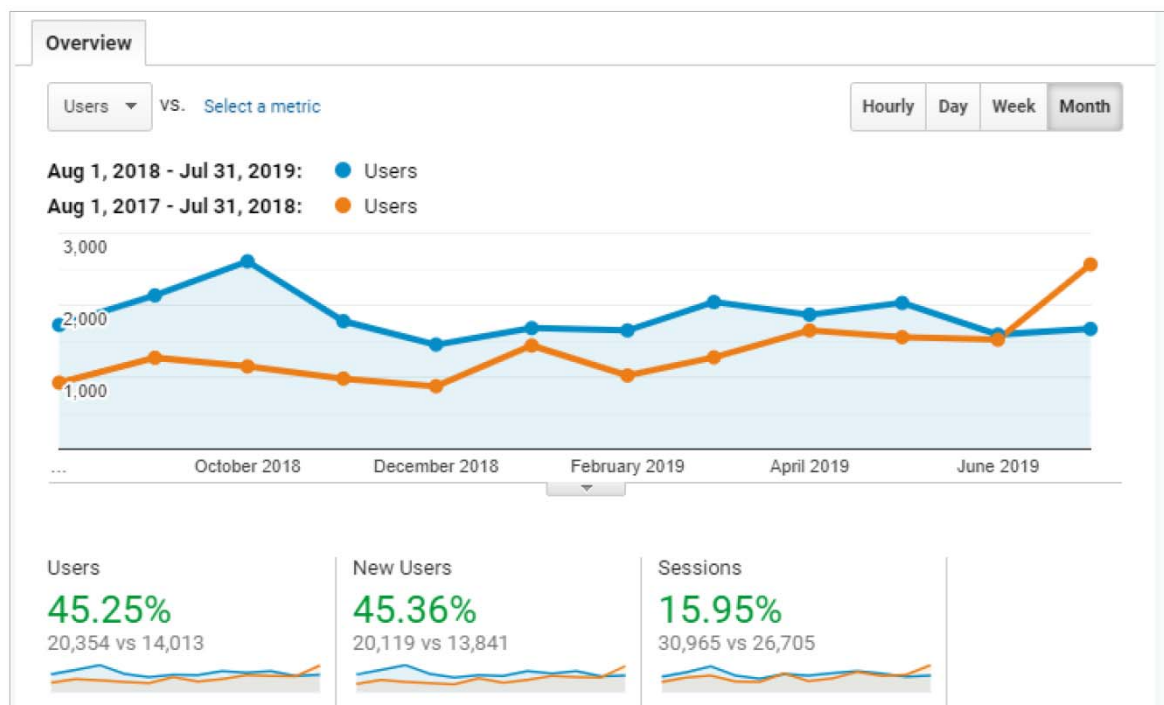 Overview
Users vs. Select a metric Hourly Day Week Month
Aug 1, 2018 - Jul 31, 2019: Users
Aug 1, 2017 - Jul 31, 2018: Users
3,000
2,000
1,000
... October 2018 December 2018 February 2019 April 2019 June 2019
Users New Users Sessions
45.25% 45.36% 15.95%
20,354 vs 14,013 20,119 vs 13,841 30,965 vs 26,705